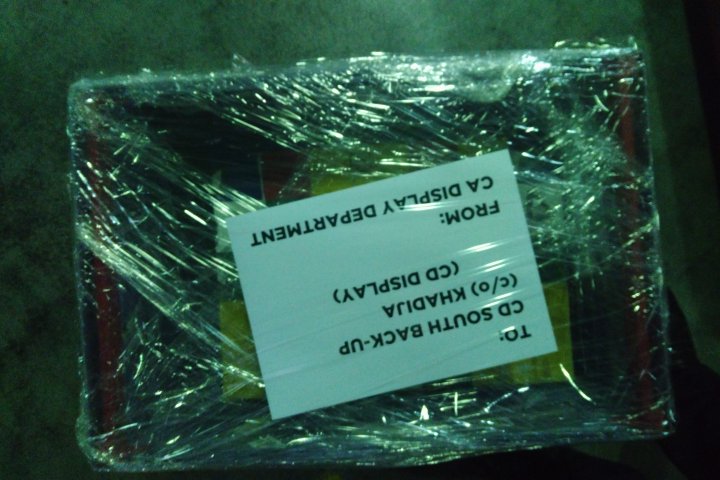 TO:
CD SOUTH BACK-UP
(c/o) KHADIJA
(CD DISPLAY)
FROM:
CA DISPLAY DEPARTMENT